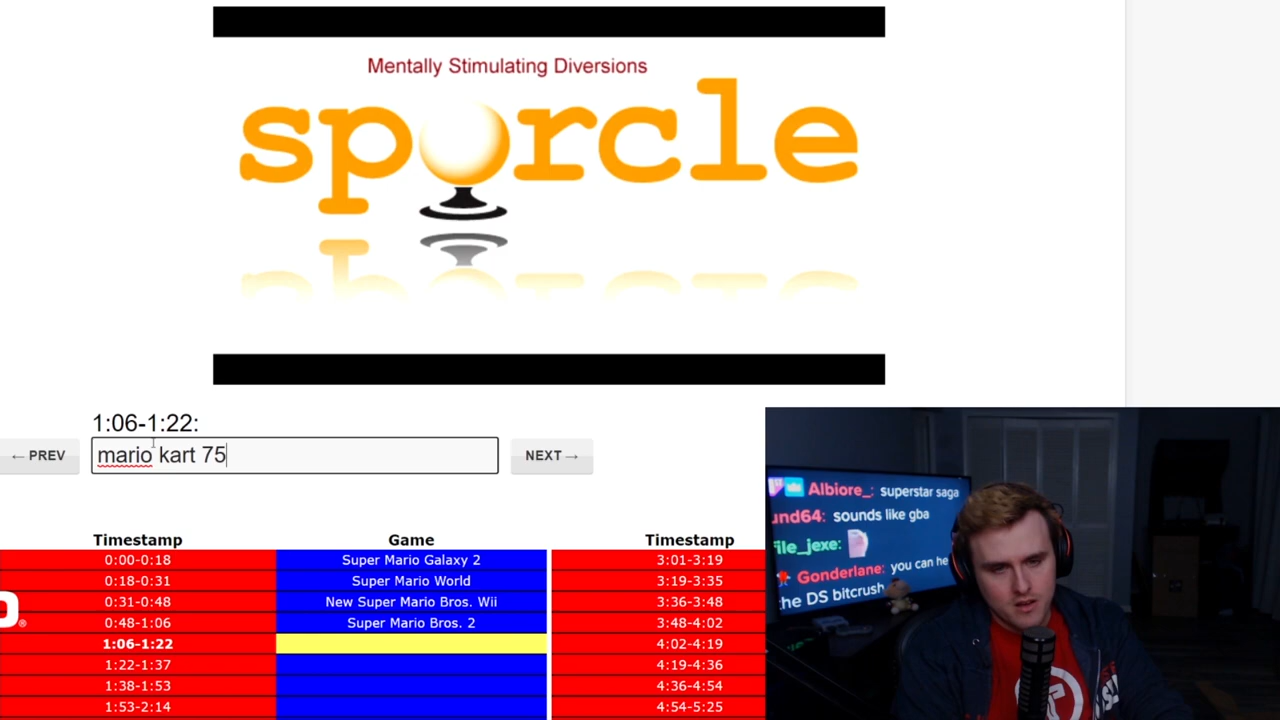 Mentally Stimulating Diversions
sporcle
1:06-1:22:
← PREV
mario kart 75
NEXT →
Albiore_: superstar saga
und64: sounds like gba
file_jexe:
Gonderlane: you can he
the DS bitcrush
Timestamp Game Timestamp
0:00-0:18 Super Mario Galaxy 2 3:01-3:19
0:18-0:31 Super Mario World 3:19-3:35
0:31-0:48 New Super Mario Bros. Wii 3:36-3:48
0:48-1:06 Super Mario Bros. 2 3:48-4:02
1:06-1:22 4:02-4:19
1:22-1:37 4:19-4:36
1:38-1:53 4:36-4:54
1:53-2:14 4:54-5:25